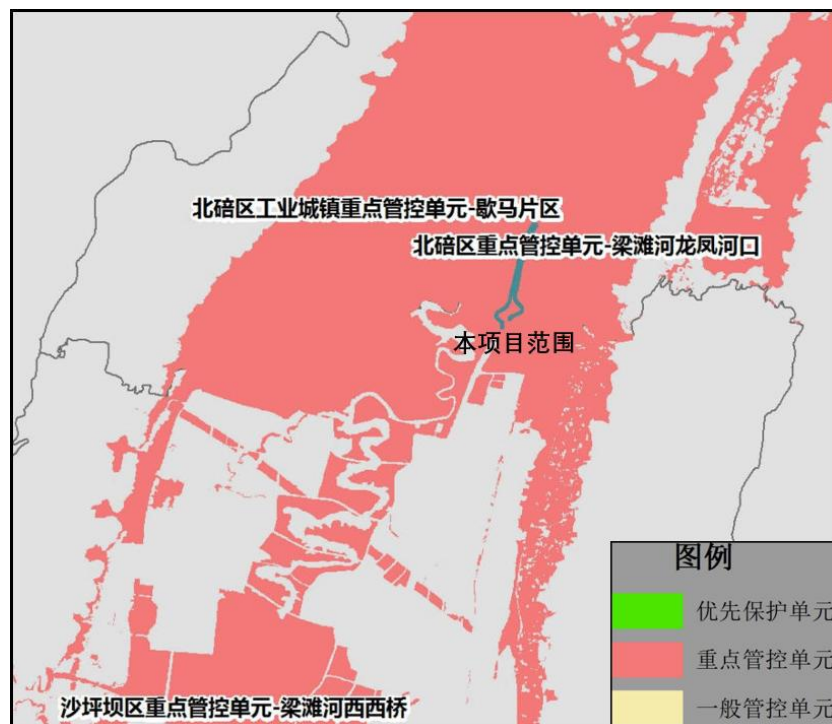 北碚区工业城镇重点管控单元-歇马片区
北碚区重点管控单元-梁滩河龙凤河口
本项目范围
沙坪坝区重点管控单元-梁滩河西西桥
图例
优先保护单元
重点管控单元
一般管控单元